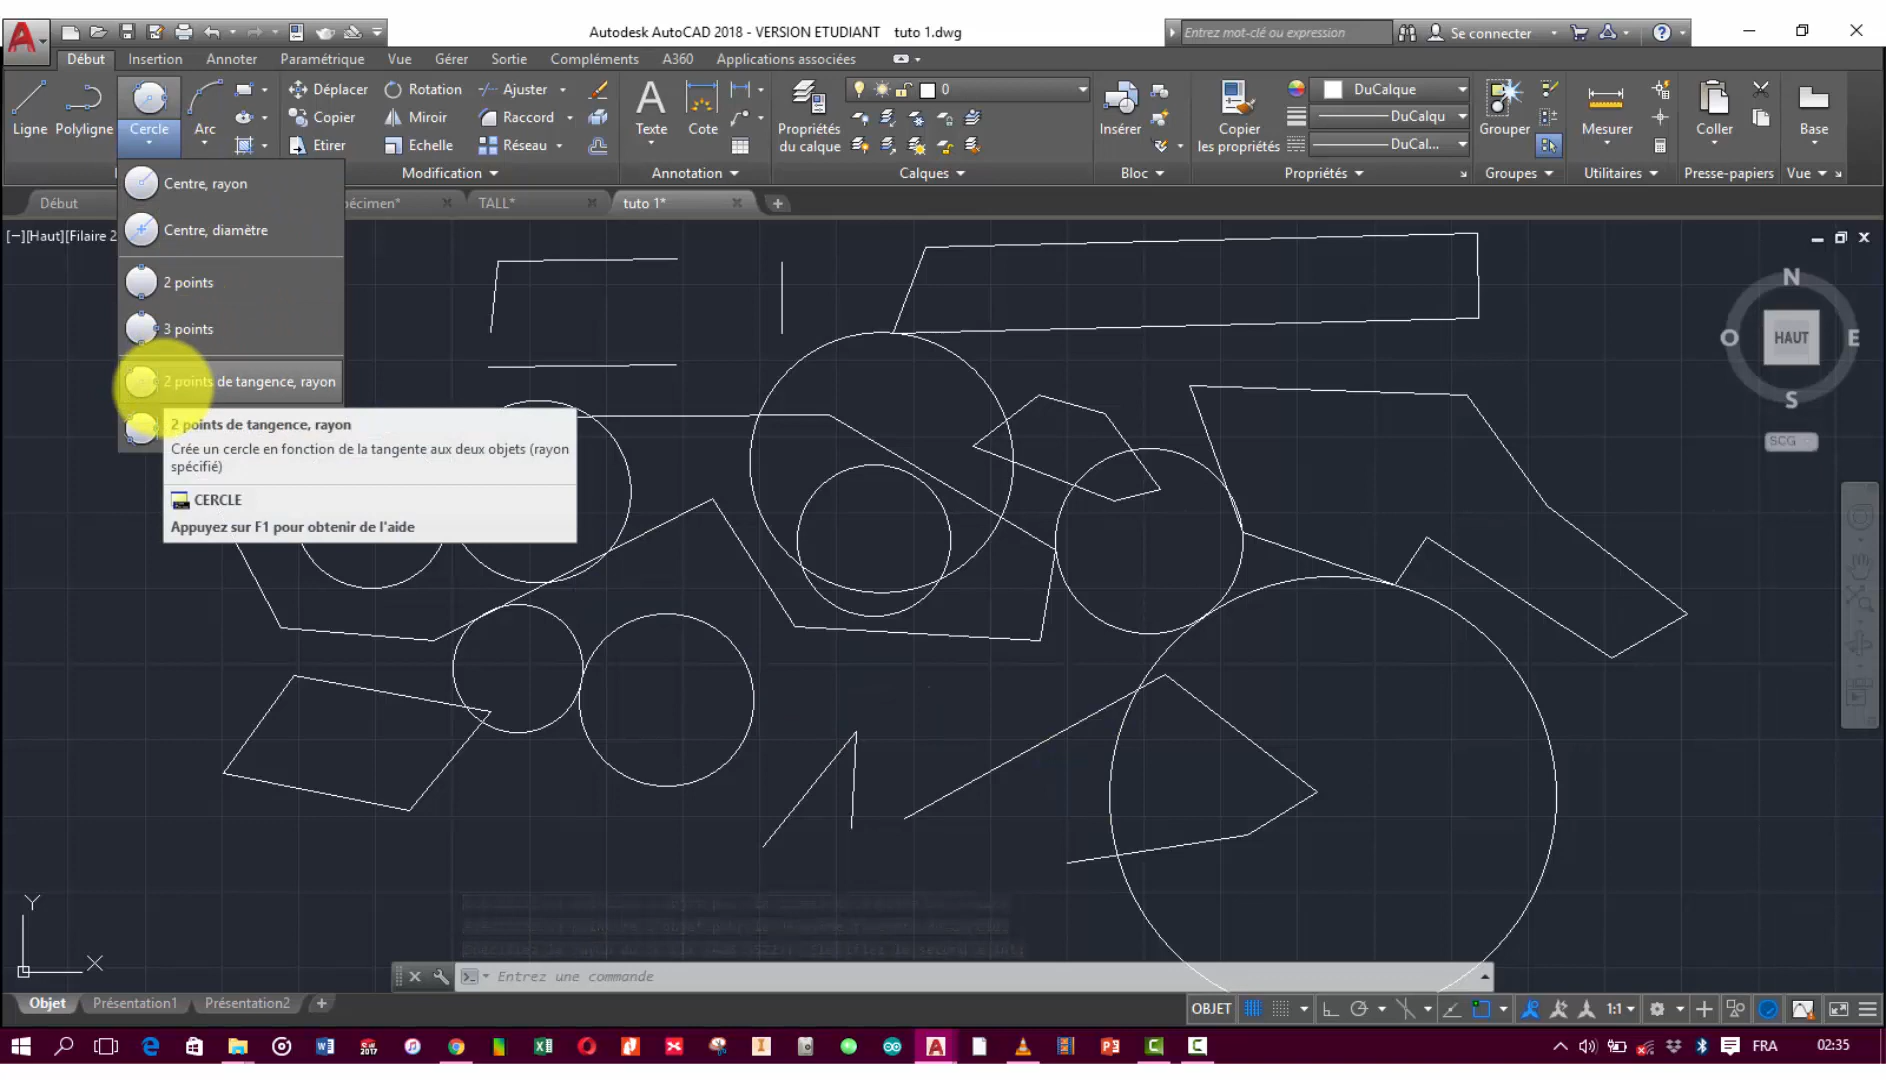 Autodesk AutoCAD 2018 - VERSION ETUDIANT tuto 1.dwg
Entrez mot-clé ou expression
Se connecter
Début Insertion Annoter Paramétrique Vue Gérer Sortie Compléments A360 Applications associées
Ligne Polyligne Cercle Arc
Déplacer Rotation Ajuster
Copier Miroir Raccord
Etirer Echelle Réseau
Modification
Texte Cote
Annotation
Propriétés
du calque
0
Calques
Insérer
Bloc
Copier
les propriétés
DuCalque
DuCalqu
DuCal...
Propriétés
Grouper
Groupes
Mesurer
Utilitaires
Coller
Presse-papiers
Base
Vue
Début
pécimen*
TALL*
tuto 1*
[−][Haut][Filaire 2
Centre, rayon
Centre, diamètre
2 points
3 points
2 points de tangence, rayon
2 points de tangence, rayon
Crée un cercle en fonction de la tangente aux deux objets (rayon
spécifié)
CERCLE
Appuyez sur F1 pour obtenir de l'aide
N
O HAUT E
S
SCG
Y
X
Entrez une commande
Objet Présentation1 Présentation2
OBJET
1:1
2017
FRA
02:35